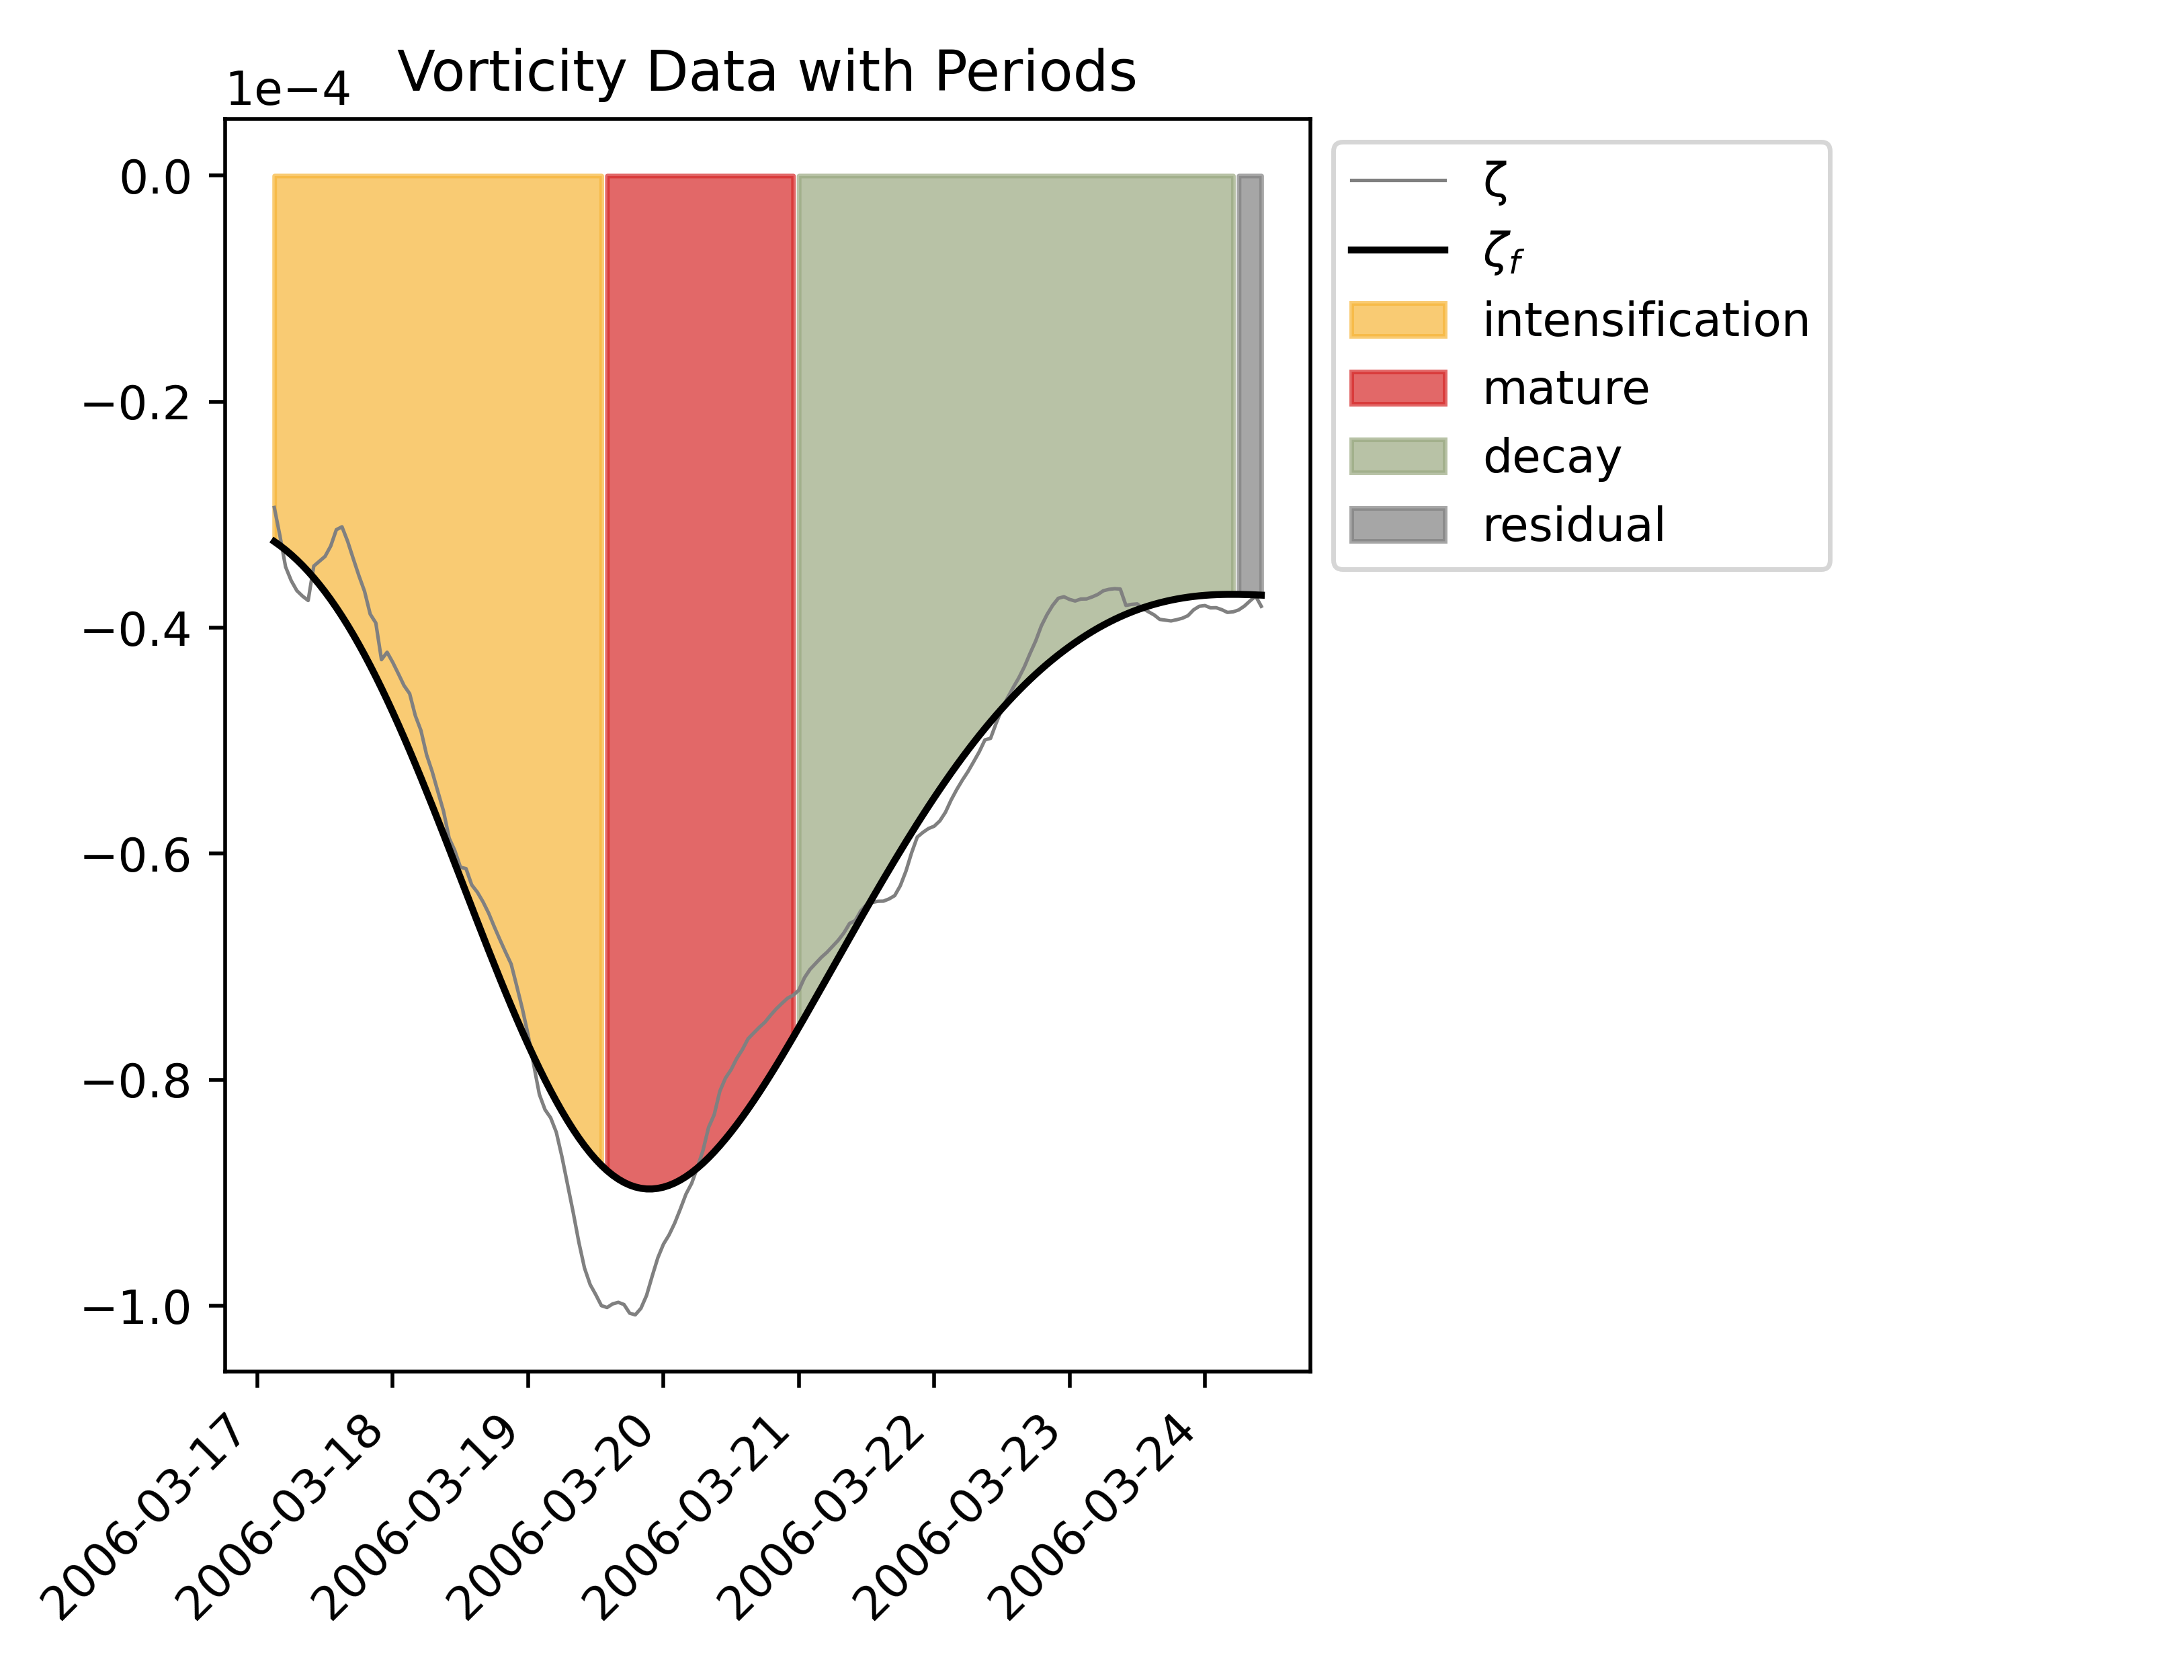 Vorticity Data with Periods
1e−4
0.0
−0.2
−0.4
−0.6
−0.8
−1.0
2006-03-17
2006-03-18
2006-03-19
2006-03-20
2006-03-21
2006-03-22
2006-03-23
2006-03-24
ζ
ζf
intensification
mature
decay
residual